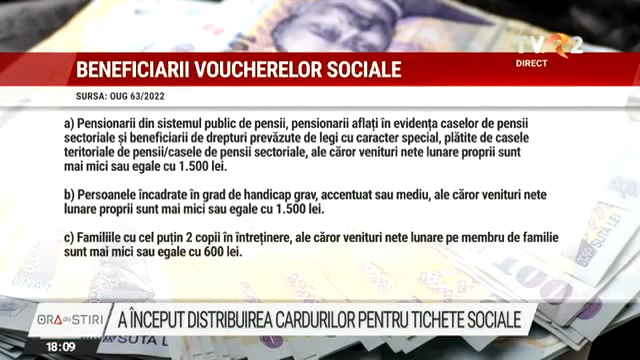 TVR2
DIRECT
BENEFICIARII VOUCHERELOR SOCIALE
SURSA: OUG 63/2022
a) Pensionarii din sistemul public de pensii, pensionarii aflați în evidența caselor de pensii
sectoriale și beneficiarii de drepturi prevăzute de legi cu caracter special, plătite de casele
teritoriale de pensii/casele de pensii sectoriale, ale căror venituri nete lunare proprii sunt
mai mici sau egale cu 1.500 lei.
b) Persoanele încadrate în grad de handicap grav, accentuat sau mediu, ale căror venituri nete
lunare proprii sunt mai mici sau egale cu 1.500 lei.
c) Familiile cu cel puțin 2 copii în întreținere, ale căror venituri nete lunare pe membru de familie
sunt mai mici sau egale cu 600 lei.
SUTĂ LEI
100
ORA de ȘTIRI
A ÎNCEPUT DISTRIBUIREA CARDURILOR PENTRU TICHETE SOCIALE
18:09